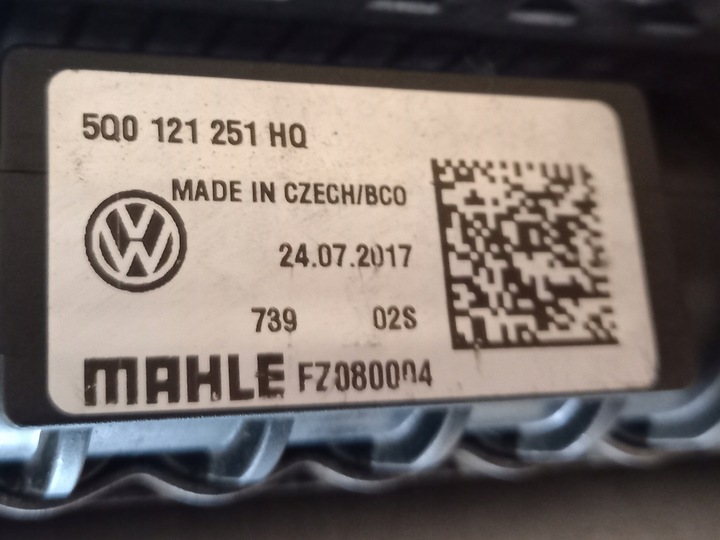 5Q0 121 251 HQ
MADE IN CZECH/BCO
24.07.2017
739 02S
MAHLE FZ080004